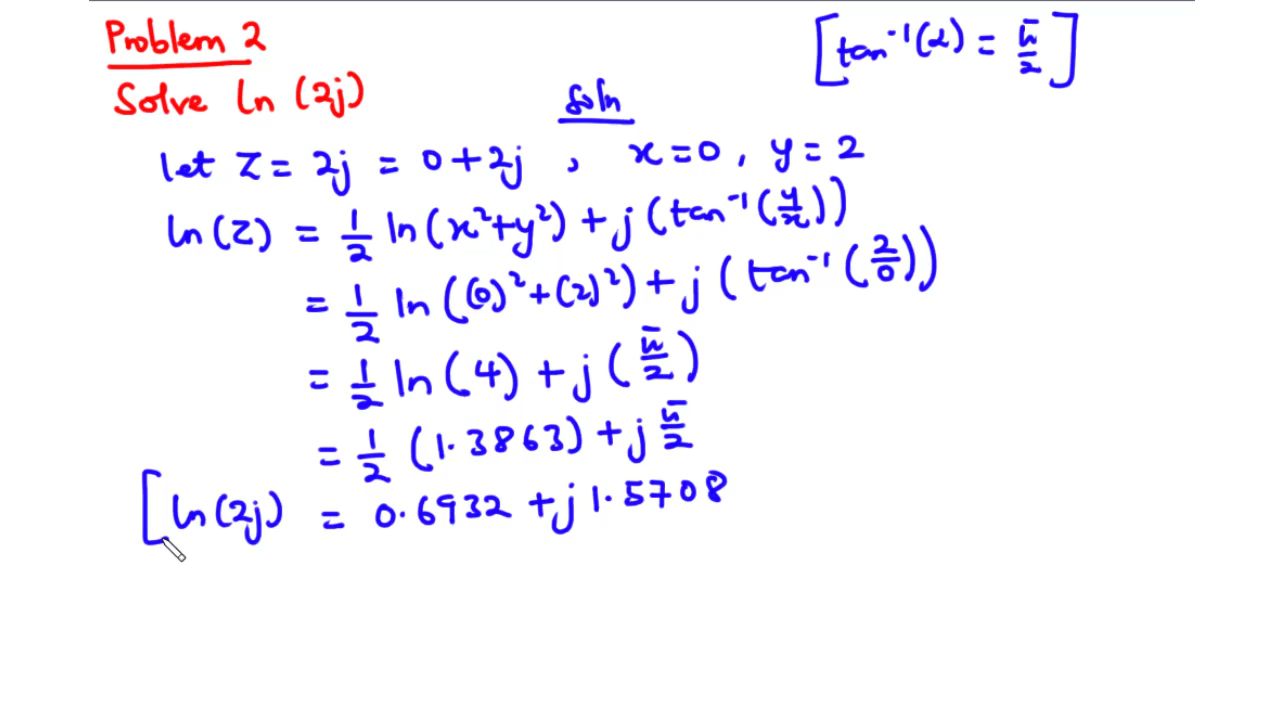 Problem 2
[tan⁻¹(2) = π/2]
Solve ln (2j)
soln
let Z = 2j = 0 + 2j , x = 0 , y = 2
ln(Z) = 1/2 ln(x² + y²) + j (tan⁻¹(y/x))
= 1/2 ln ((0)² + (2)²) + j (tan⁻¹(2/0))
= 1/2 ln (4) + j (π/2)
= 1/2 (1.3863) + j π/2
[ln(2j) = 0.6932 + j 1.5708